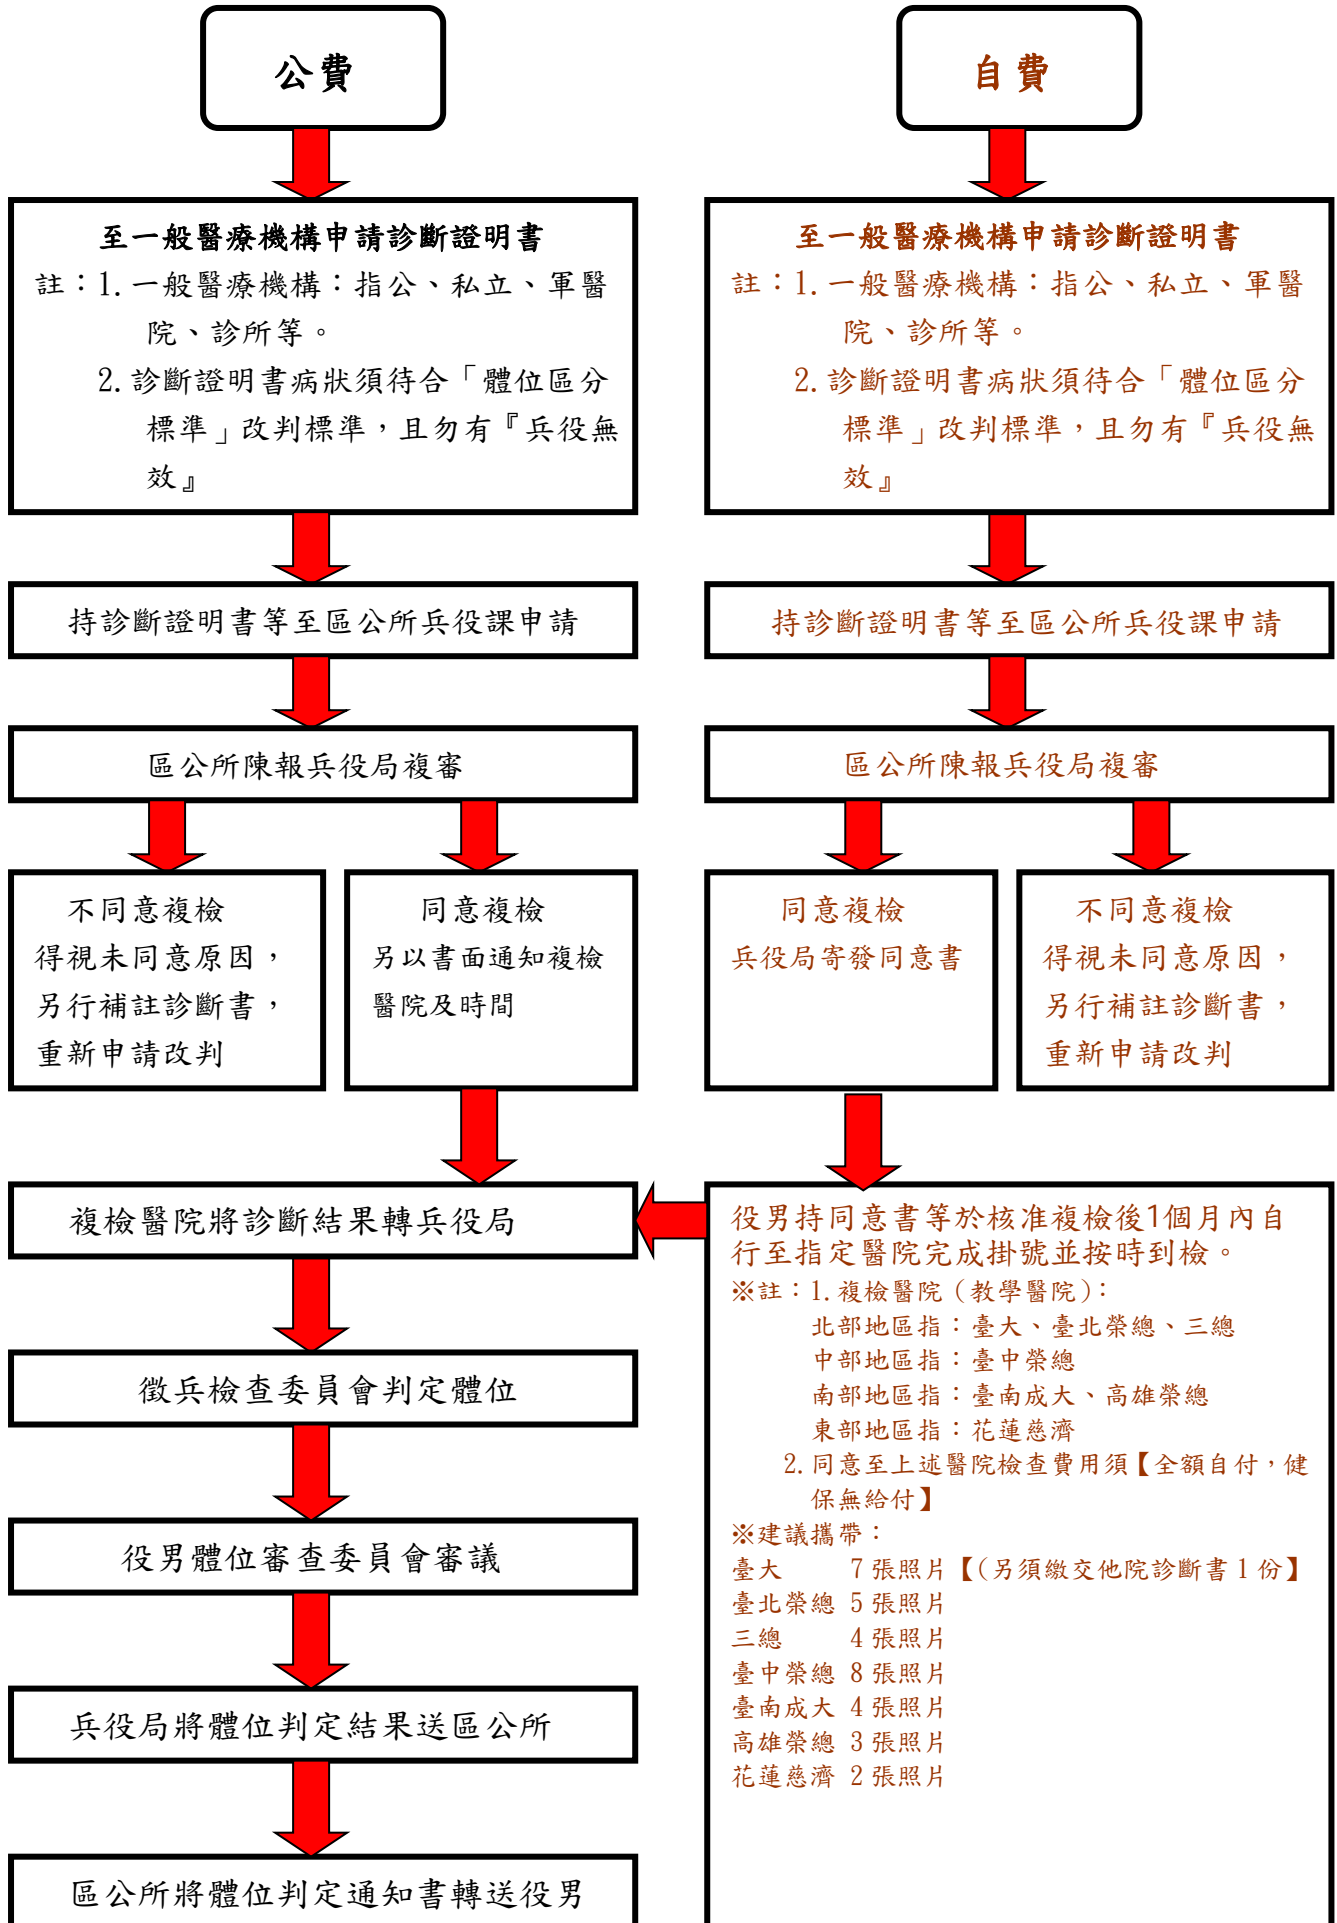 公費
至一般醫療機構申請診斷證明書
註：1.一般醫療機構：指公、私立、軍醫
院、診所等。
2.診斷證明書病狀須待合「體位區分
標準」改判標準，且勿有『兵役無
效』
持診斷證明書等至區公所兵役課申請
區公所陳報兵役局複審
不同意複檢
得視未同意原因，
另行補註診斷書，
重新申請改判
同意複檢
另以書面通知複檢
醫院及時間
複檢醫院將診斷結果轉兵役局
徵兵檢查委員會判定體位
役男體位審查委員會審議
兵役局將體位判定結果送區公所
區公所將體位判定通知書轉送役男
自費
至一般醫療機構申請診斷證明書
註：1.一般醫療機構：指公、私立、軍醫
院、診所等。
2.診斷證明書病狀須待合「體位區分
標準」改判標準，且勿有『兵役無
效』
持診斷證明書等至區公所兵役課申請
區公所陳報兵役局複審
同意複檢
兵役局寄發同意書
不同意複檢
得視未同意原因，
另行補註診斷書，
重新申請改判
役男持同意書等於核准複檢後1個月內自
行至指定醫院完成掛號並按時到檢。
※註：1.複檢醫院（教學醫院）：
北部地區指：臺大、臺北榮總、三總
中部地區指：臺中榮總
南部地區指：臺南成大、高雄榮總
東部地區指：花蓮慈濟
2.同意至上述醫院檢查費用須【全額自付，健
保無給付】
※建議攜帶：
臺大 7張照片【(另須繳交他院診斷書1份】
臺北榮總 5張照片
三總 4張照片
臺中榮總 8張照片
臺南成大 4張照片
高雄榮總 3張照片
花蓮慈濟 2張照片